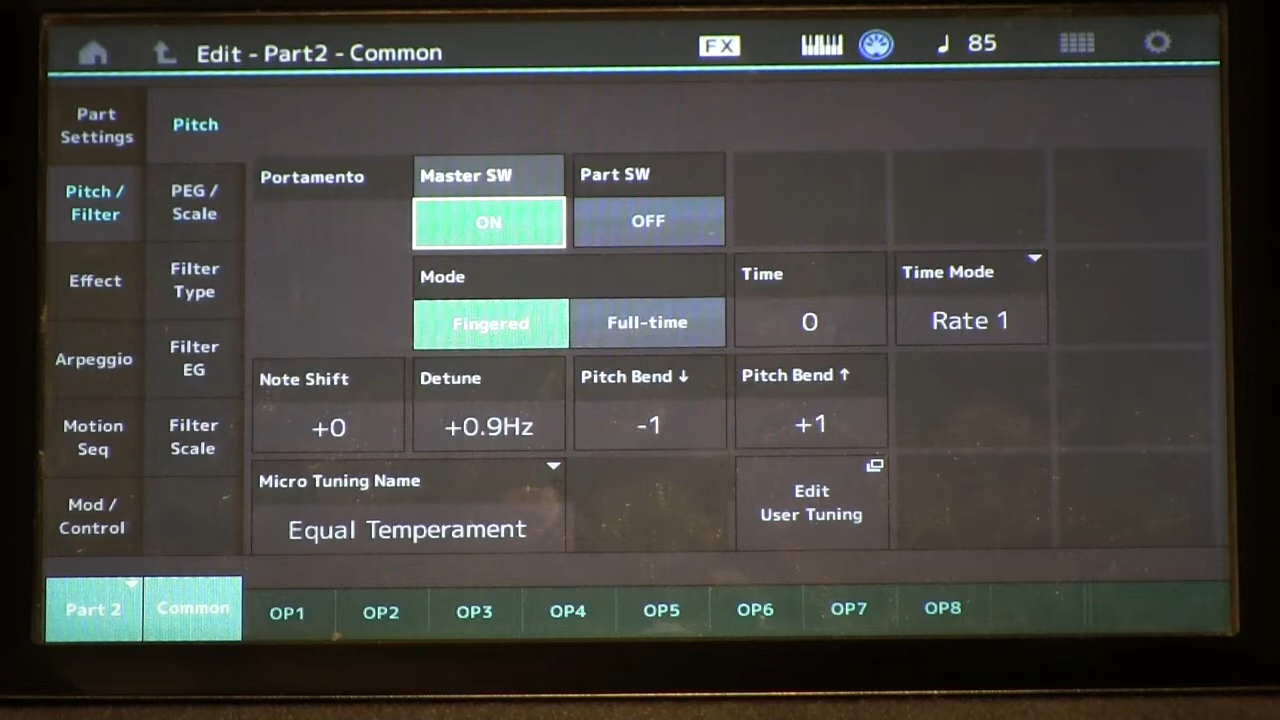 Edit - Part2 - Common
FX
85
Part
Settings
Pitch /
Filter
Effect
Arpeggio
Motion
Seq
Mod /
Control
Pitch
PEG /
Scale
Filter
Type
Filter
EG
Filter
Scale
Portamento
Master SW
ON
Part SW
OFF
Mode
Fingered
Full-time
Time
0
Time Mode
Rate 1
Note Shift
+0
Detune
+0.9Hz
Pitch Bend ↓
-1
Pitch Bend ↑
+1
Micro Tuning Name
Equal Temperament
Edit
User Tuning
Part 2
Common
OP1
OP2
OP3
OP4
OP5
OP6
OP7
OP8